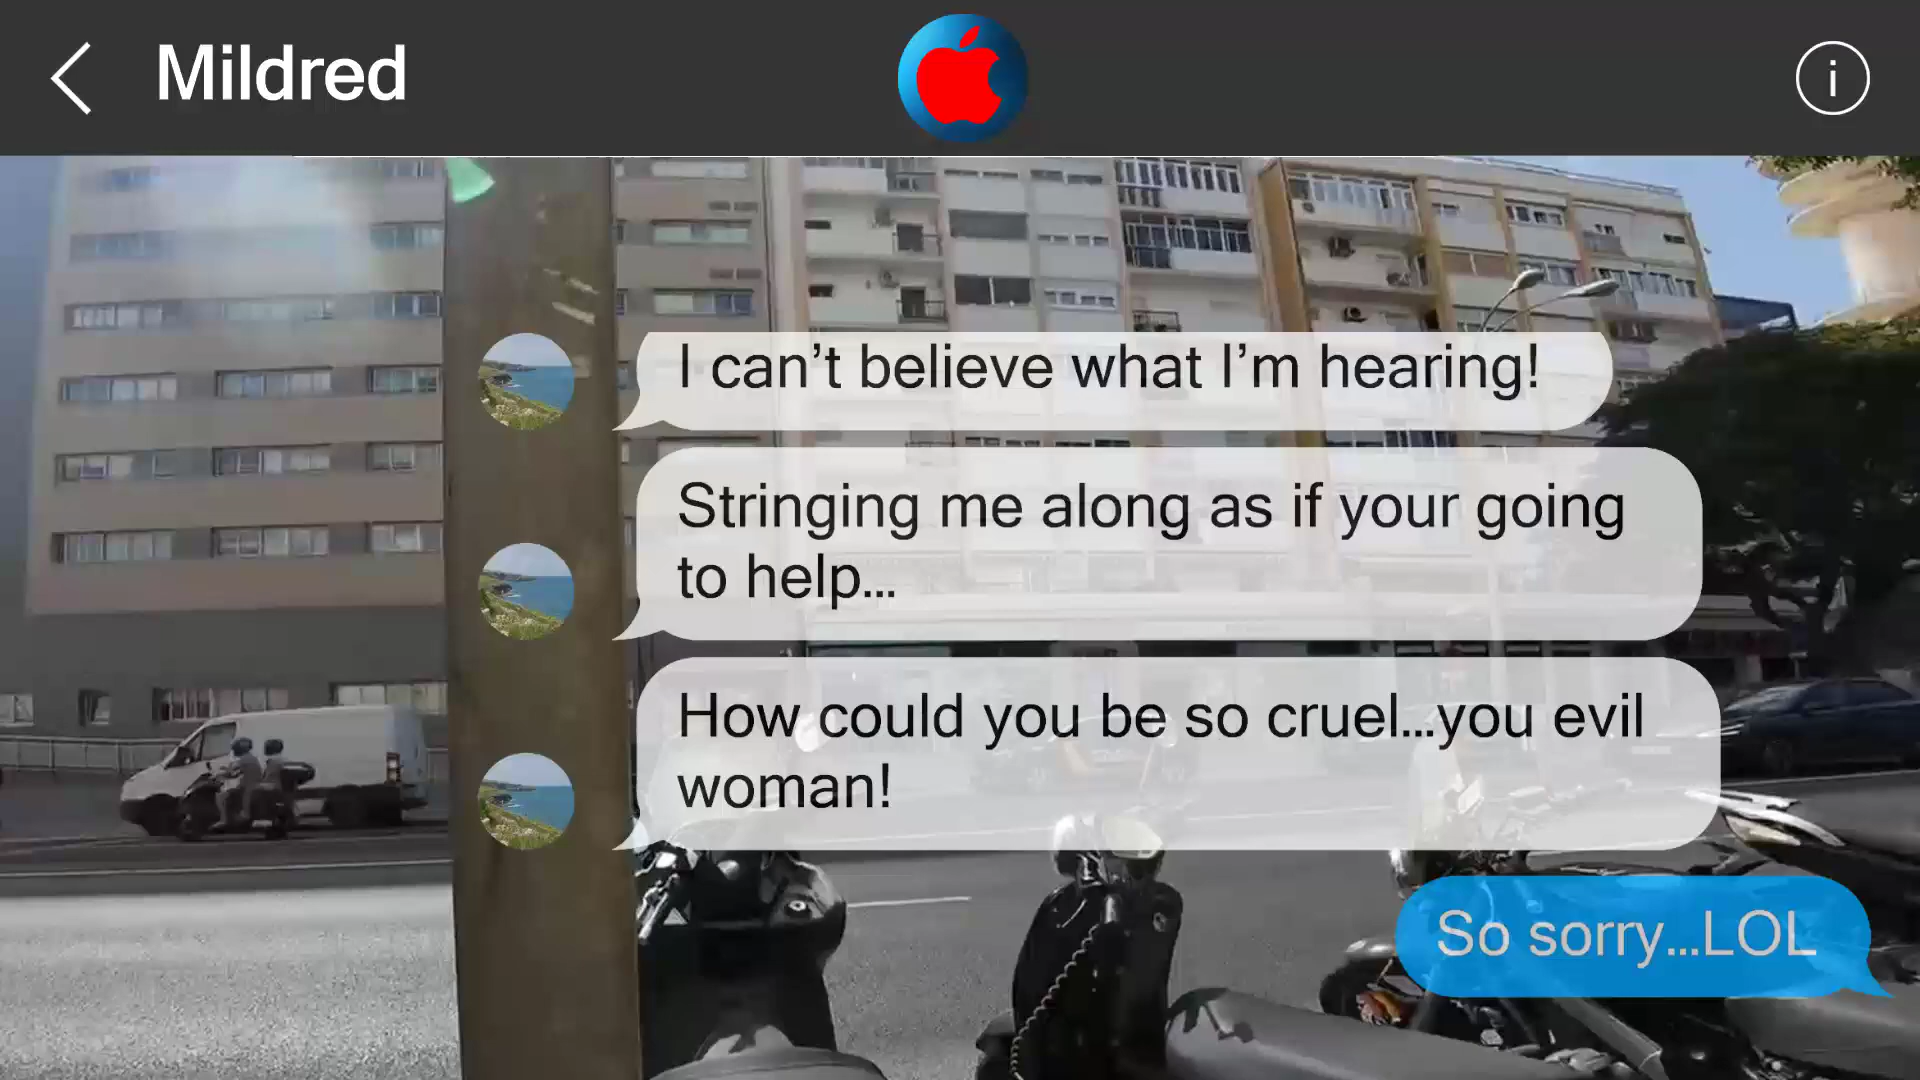 Mildred
i
I can’t believe what I’m hearing!
Stringing me along as if your going
to help...
How could you be so cruel...you evil
woman!
So sorry...LOL